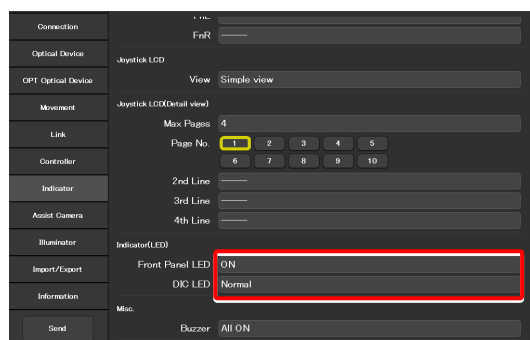 Connection
Optical Device
OPT Optical Device
Movement
Link
Controller
Indicator
Assist Camera
Illuminator
Import/Export
Information
Send
FnR
Joystick LCD
View Simple view
Joystick LCD(Detail view)
Max Pages 4
Page No. 1 2 3 4 5
6 7 8 9 10
2nd Line
3rd Line
4th Line
Indicator(LED)
Front Panel LED ON
DIC LED Normal
Misc.
Buzzer All ON